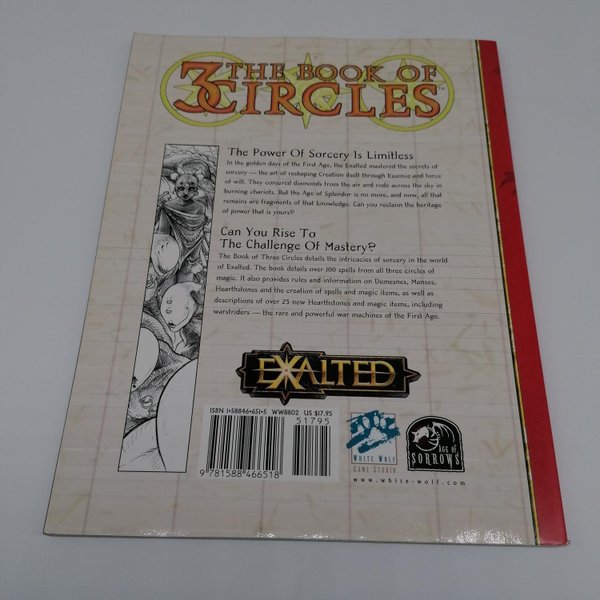 THE BOOK OF
3 CIRCLES
The Power Of Sorcery Is Limitless
In the golden days of the First Age, the Exalted mastered the secrets of
sorcery — the art of reshaping Creation itself through Essence and force
of will. They conjured diamonds from the air and rode across the sky in
burning chariots. But the Age of Splendor is no more, and now, all that
remains are fragments of that knowledge. Can you reclaim the heritage
of power that is yours?
Can You Rise To
The Challenge Of Mastery?
The Book of Three Circles details the intricacies of sorcery in the world
of Exalted. The book details over 100 spells from all three circles of
magic. It also provides rules and information on Demesnes, Manses,
Hearthstones and the creation of spells and magic items, as well as
descriptions of over 25 new Hearthstones and magic items, including
warstriders — the rare and powerful war machines of the First Age.
EXALTED
ISBN 1-58846-651-5 WW8802 US $17.95
51795
9 781588 466518
WHITE WOLF
GAME STUDIO
AGE OF
SORROWS
www.white-wolf.com